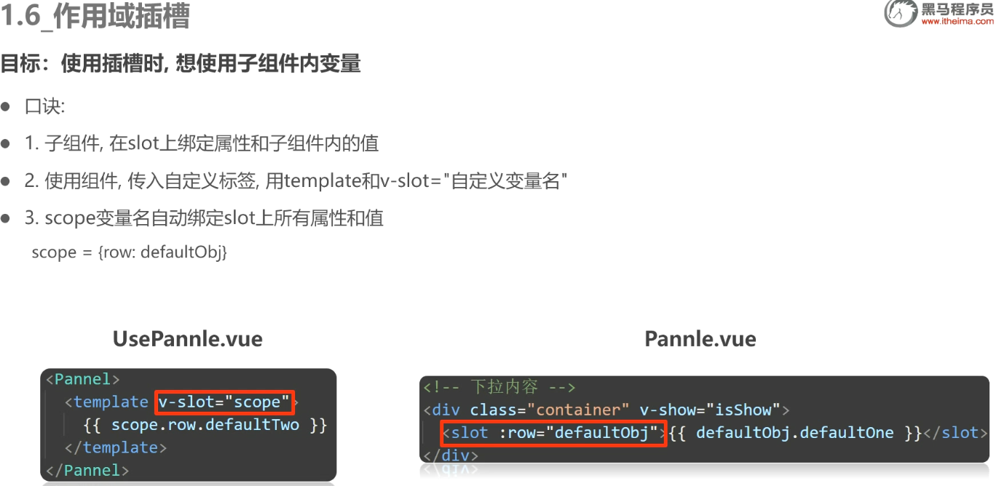 1.6_作用域插槽
黑马程序员
www.itheima.com
目标：使用插槽时, 想使用子组件内变量
● 口诀:
● 1. 子组件, 在slot上绑定属性和子组件内的值
● 2. 使用组件, 传入自定义标签, 用template和v-slot="自定义变量名"
● 3. scope变量名自动绑定slot上所有属性和值
scope = {row: defaultObj}
UsePannle.vue
<Pannel>
<template v-slot="scope">
{{ scope.row.defaultTwo }}
</template>
</Pannel>
Pannle.vue
<!-- 下拉内容 -->
<div class="container" v-show="isShow">
<slot :row="defaultObj">{{ defaultObj.defaultOne }}</slot>
</div>